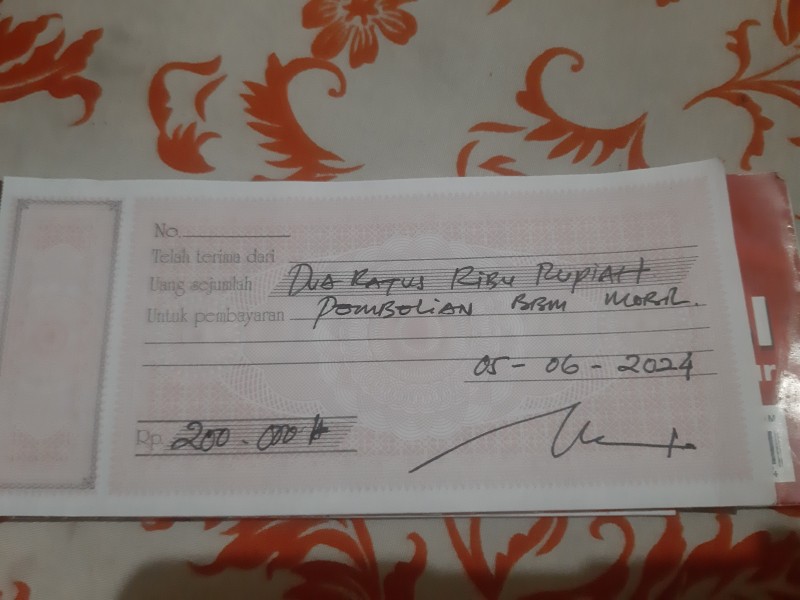 No.
Telah terima dari
Uang sejumlah DUA RATUS RIBU RUPIAH
Untuk pembayaran PEMBELIAN BBM MOBIL.
05-06-2024
Rp. 200.000